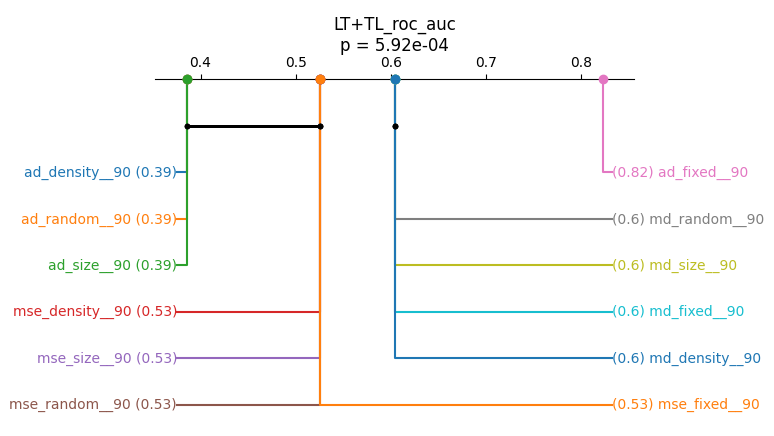 LT+TL_roc_auc
p = 5.92e-04
0.4 0.5 0.6 0.7 0.8
ad_density__90 (0.39) (0.82) ad_fixed__90
ad_random__90 (0.39) (0.6) md_random__90
ad_size__90 (0.39) (0.6) md_size__90
mse_density__90 (0.53) (0.6) md_fixed__90
mse_size__90 (0.53) (0.6) md_density__90
mse_random__90 (0.53) (0.53) mse_fixed__90